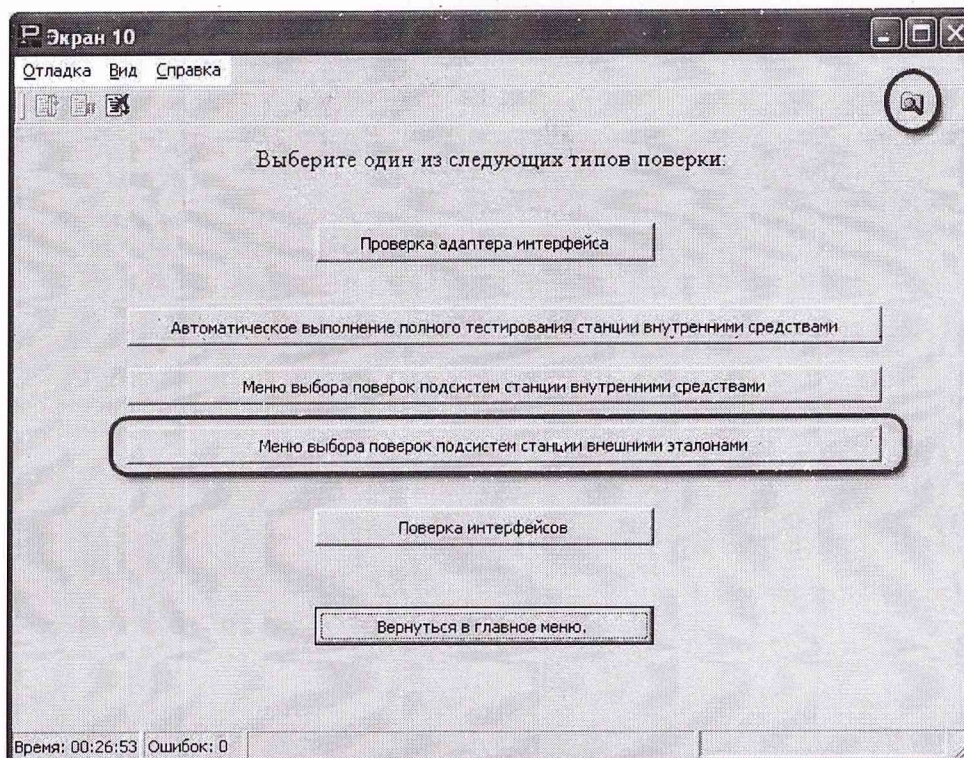 Экран 10
Отладка Вид Справка
Выберите один из следующих типов поверки:
Проверка адаптера интерфейса
Автоматическое выполнение полного тестирования станции внутренними средствами
Меню выбора поверок подсистем станции внутренними средствами
Меню выбора поверок подсистем станции внешними эталонами
Поверка интерфейсов
Вернуться в главное меню.
Время: 00:26:53 Ошибок: 0